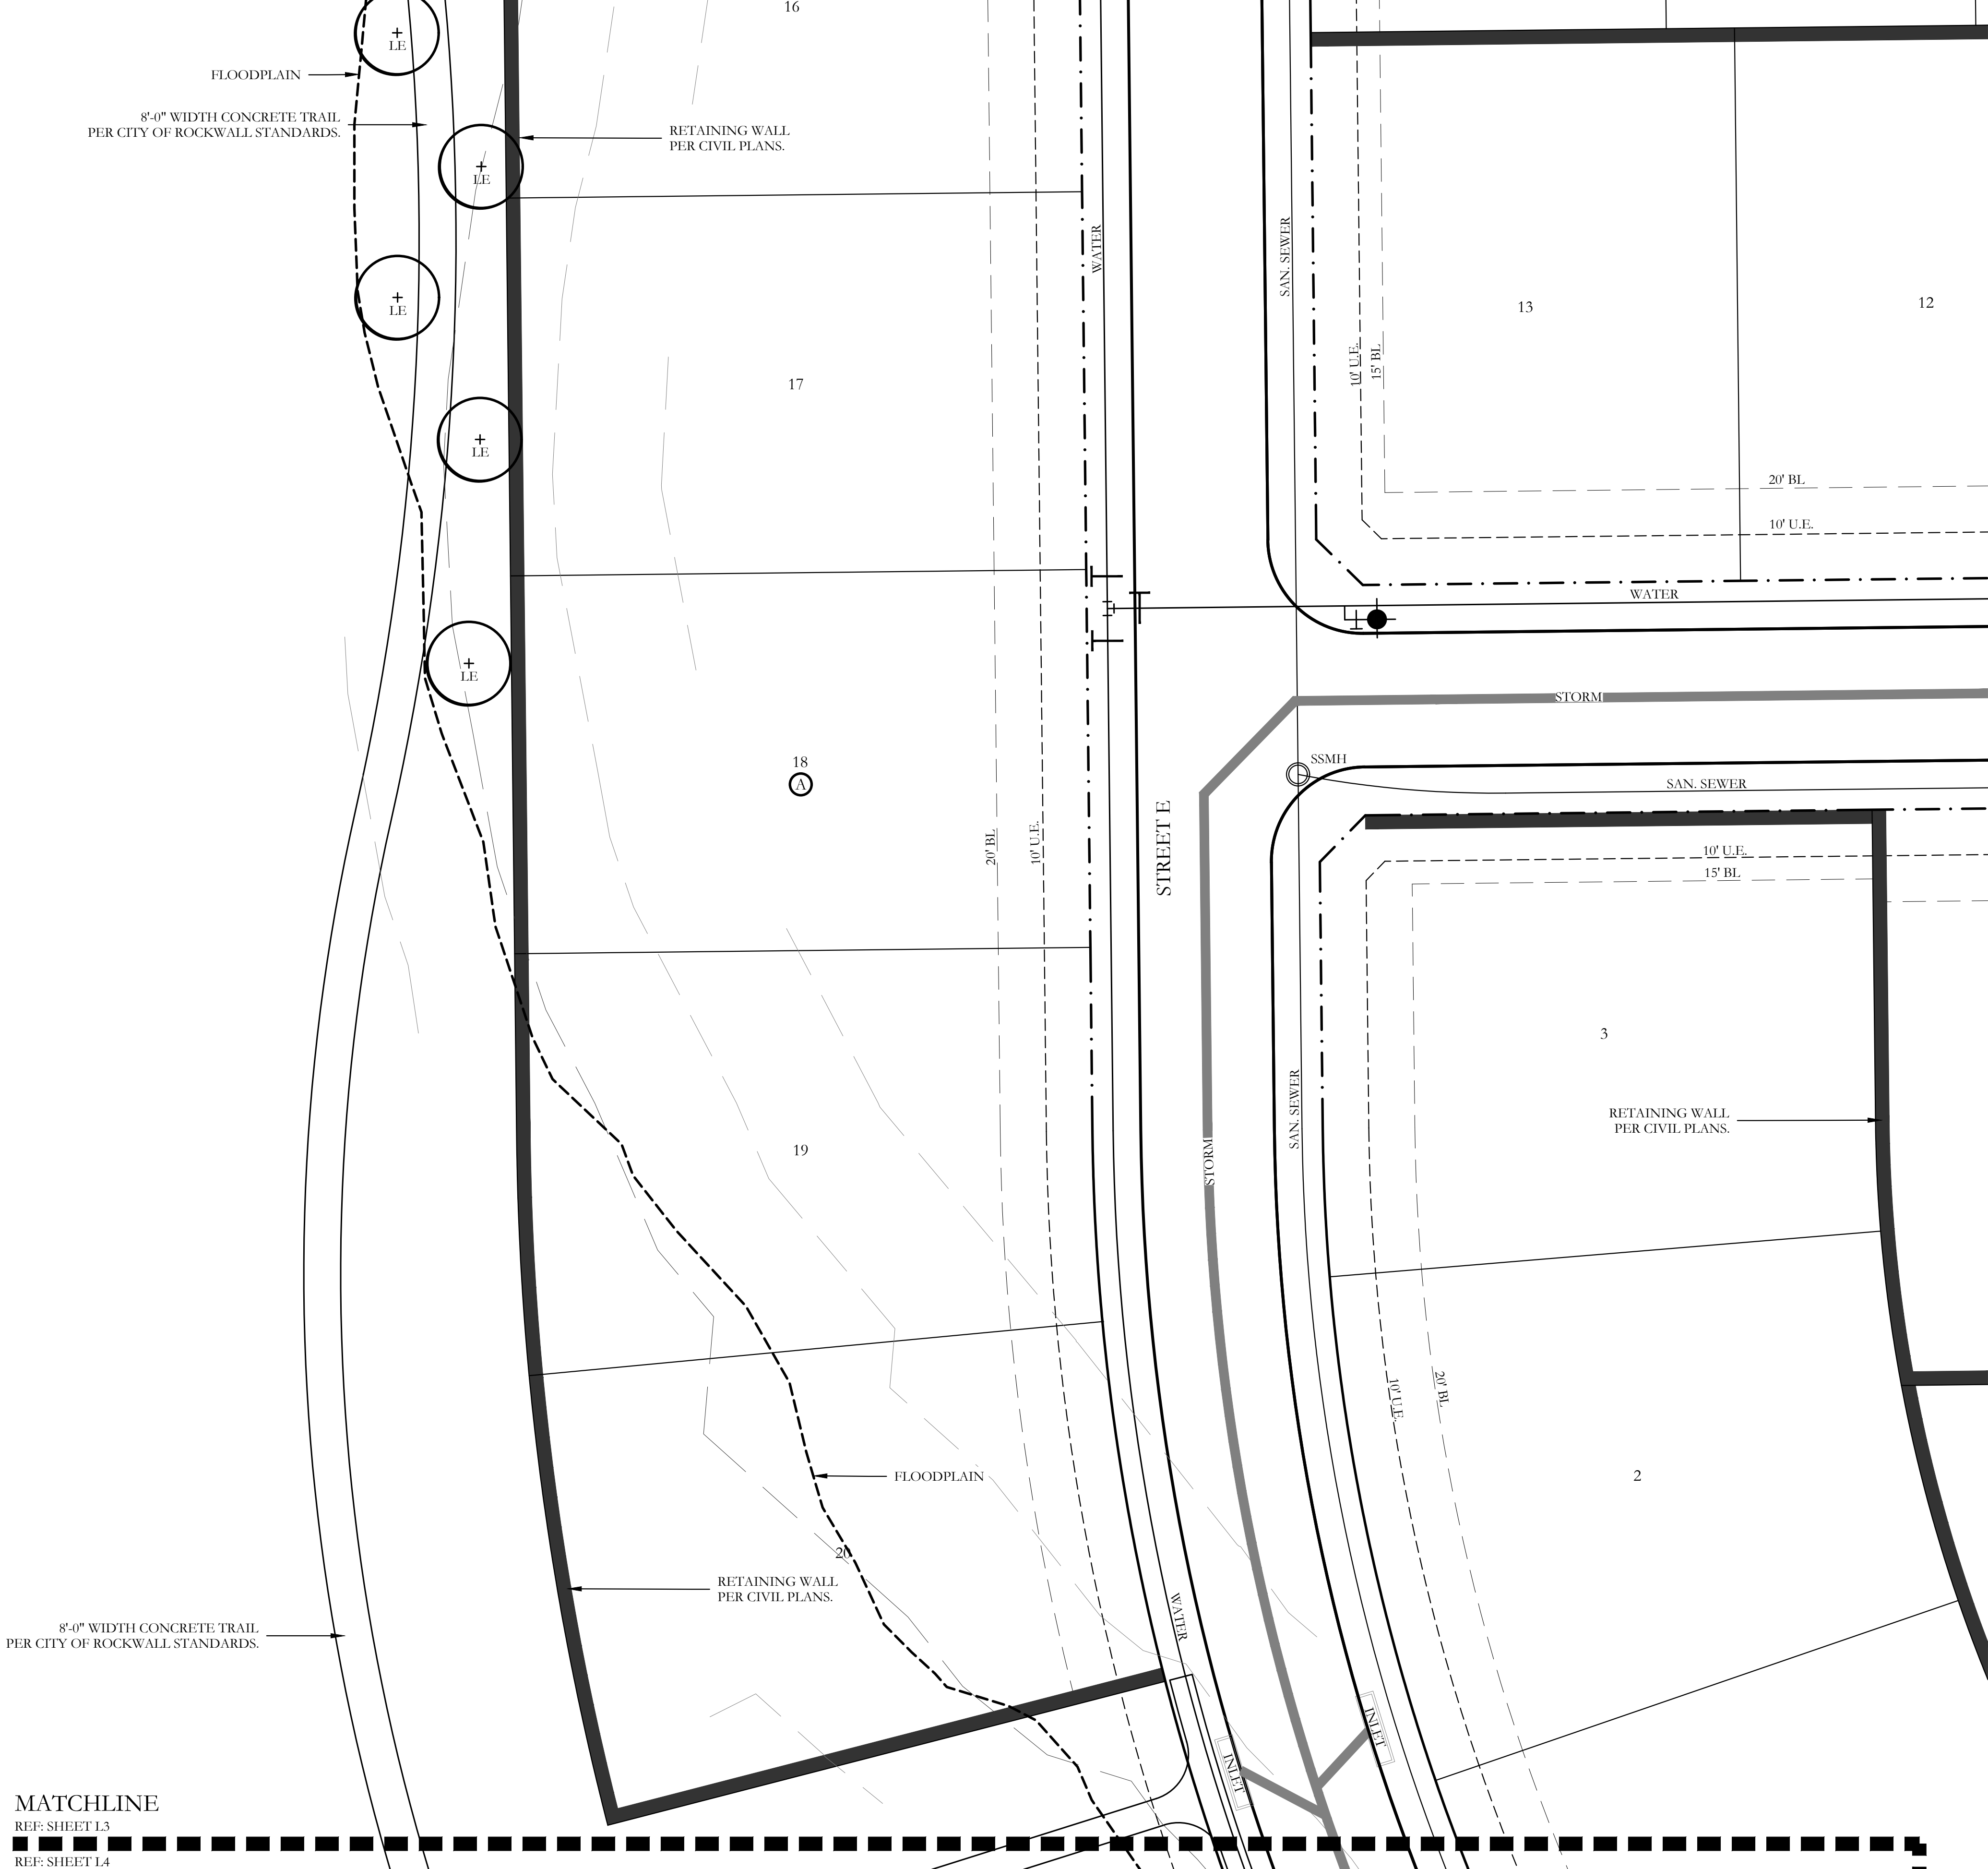 16
LE
FLOODPLAIN
8'-0" WIDTH CONCRETE TRAIL
PER CITY OF ROCKWALL STANDARDS.
RETAINING WALL
PER CIVIL PLANS.
LE
WATER
SAN. SEWER
LE
13
12
10' U.E.
15' BL
17
LE
20' BL
10' U.E.
WATER
LE
STORM
SSMH
SAN. SEWER
18
A
20' BL
10' U.E.
STREET E
10' U.E.
15' BL
3
RETAINING WALL
PER CIVIL PLANS.
SAN. SEWER
STORM
19
10' U.E.
20' BL
2
FLOODPLAIN
20
RETAINING WALL
PER CIVIL PLANS.
WATER
8'-0" WIDTH CONCRETE TRAIL
PER CITY OF ROCKWALL STANDARDS.
INLET
INLET
MATCHLINE
REF: SHEET L3
REF: SHEET L4